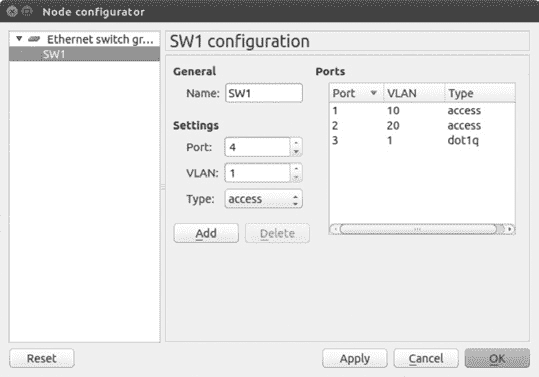 Node configurator
Ethernet switch gr...
SW1
SW1 configuration
General
Name: SW1
Settings
Port: 4
VLAN: 1
Type: access
Add Delete
Ports
Port VLAN Type
1 10 access
2 20 access
3 1 dot1q
Reset Apply Cancel OK